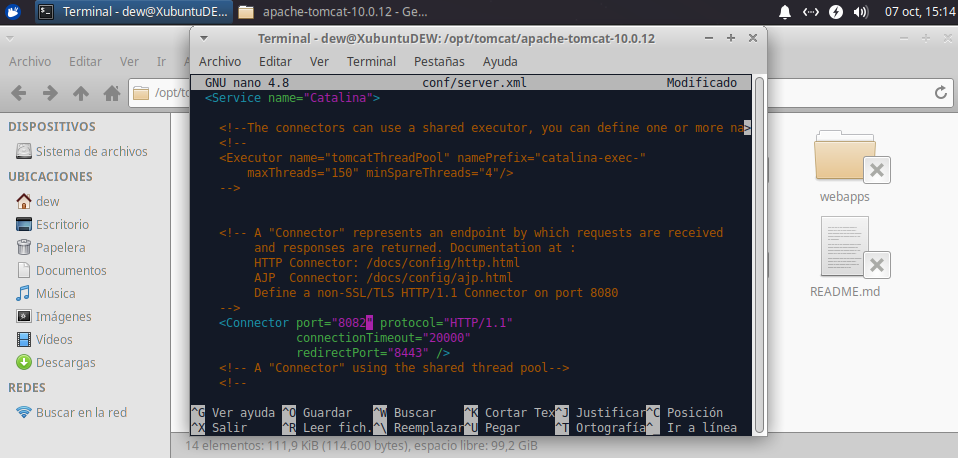 Terminal - dew@XubuntuDE...
apache-tomcat-10.0.12 - Ge...
07 oct, 15:14
Archivo Editar Ver Ir
/opt/to
DISPOSITIVOS
Sistema de archivos
UBICACIONES
dew
Escritorio
Papelera
Documentos
Música
Imágenes
Vídeos
Descargas
REDES
Buscar en la red
Terminal - dew@XubuntuDEW: /opt/tomcat/apache-tomcat-10.0.12
Archivo Editar Ver Terminal Pestañas Ayuda
GNU nano 4.8 conf/server.xml Modificado
<Service name="Catalina">
<!--The connectors can use a shared executor, you can define one or more na>
<!--
<Executor name="tomcatThreadPool" namePrefix="catalina-exec-"
maxThreads="150" minSpareThreads="4"/>
-->
<!-- A "Connector" represents an endpoint by which requests are received
and responses are returned. Documentation at :
HTTP Connector: /docs/config/http.html
AJP  Connector: /docs/config/ajp.html
Define a non-SSL/TLS HTTP/1.1 Connector on port 8080
-->
<Connector port="8082" protocol="HTTP/1.1"
connectionTimeout="20000"
redirectPort="8443" />
<!-- A "Connector" using the shared thread pool-->
<!--
^G Ver ayuda ^O Guardar ^W Buscar ^K Cortar Tex ^J Justificar ^C Posición
^X Salir ^R Leer fich. ^\ Reemplazar ^U Pegar ^T Ortografía ^_ Ir a línea
webapps
README.md
14 elementos: 111,9 KiB (114.600 bytes), espacio libre: 99,2 GiB